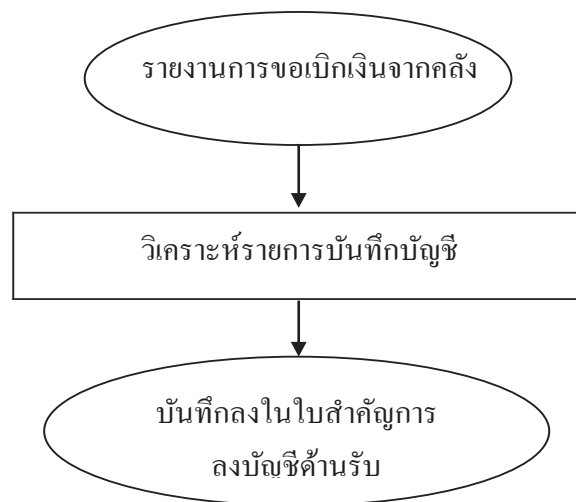 รายงานการขอเบิกเงินจากคลัง
วิเคราะห์รายการบันทึกบัญชี
บันทึกลงในใบสำคัญการ
ลงบัญชีด้านรับ